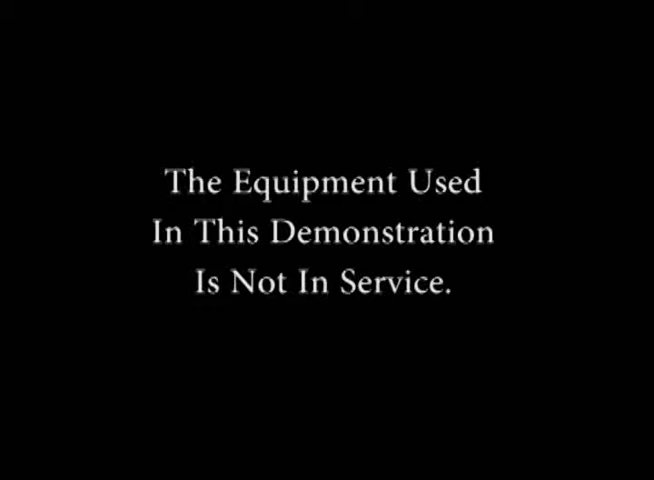 The Equipment Used
In This Demonstration
Is Not In Service.